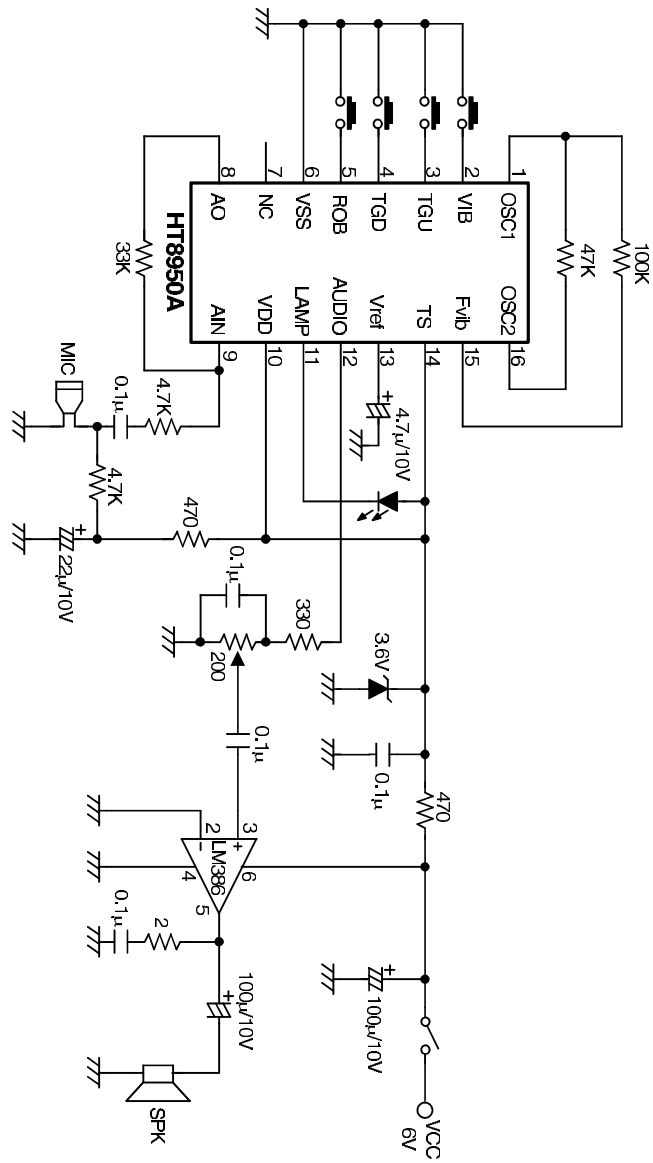 100K
47K
1
2
3
4
5
6
7
8
OSC1
VIB
TGU
TGD
ROB
VSS
NC
AO
OSC2
Fvib
TS
Vref
AUDIO
LAMP
VDD
AIN
16
15
14
13
12
11
10
9
HT8950A
33K
MIC
0.1μ
4.7K
4.7K
+
4.7μ/10V
470
+
22μ/10V
0.1μ
330
200
3.6V
0.1μ
0.1μ
470
2
3
−
+
LM386
4
6
5
0.1μ
2
+
100μ/10V
+
100μ/10V
SPK
VCC
6V